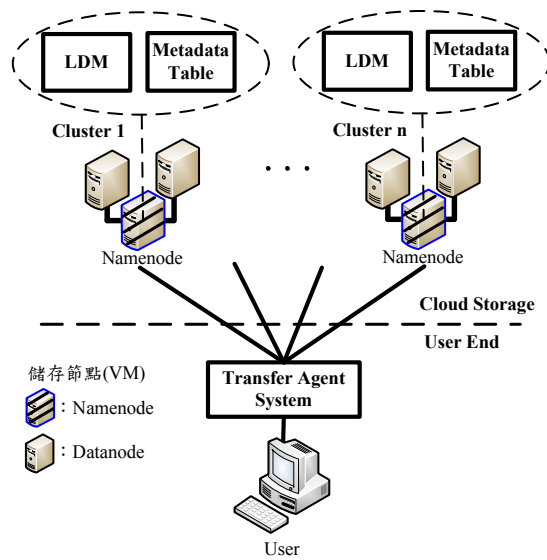 LDM
Metadata
Table
LDM
Metadata
Table
Cluster 1
Cluster n
. . .
Namenode
Namenode
Cloud Storage
User End
儲存節點(VM)
：Namenode
：Datanode
Transfer Agent
System
User